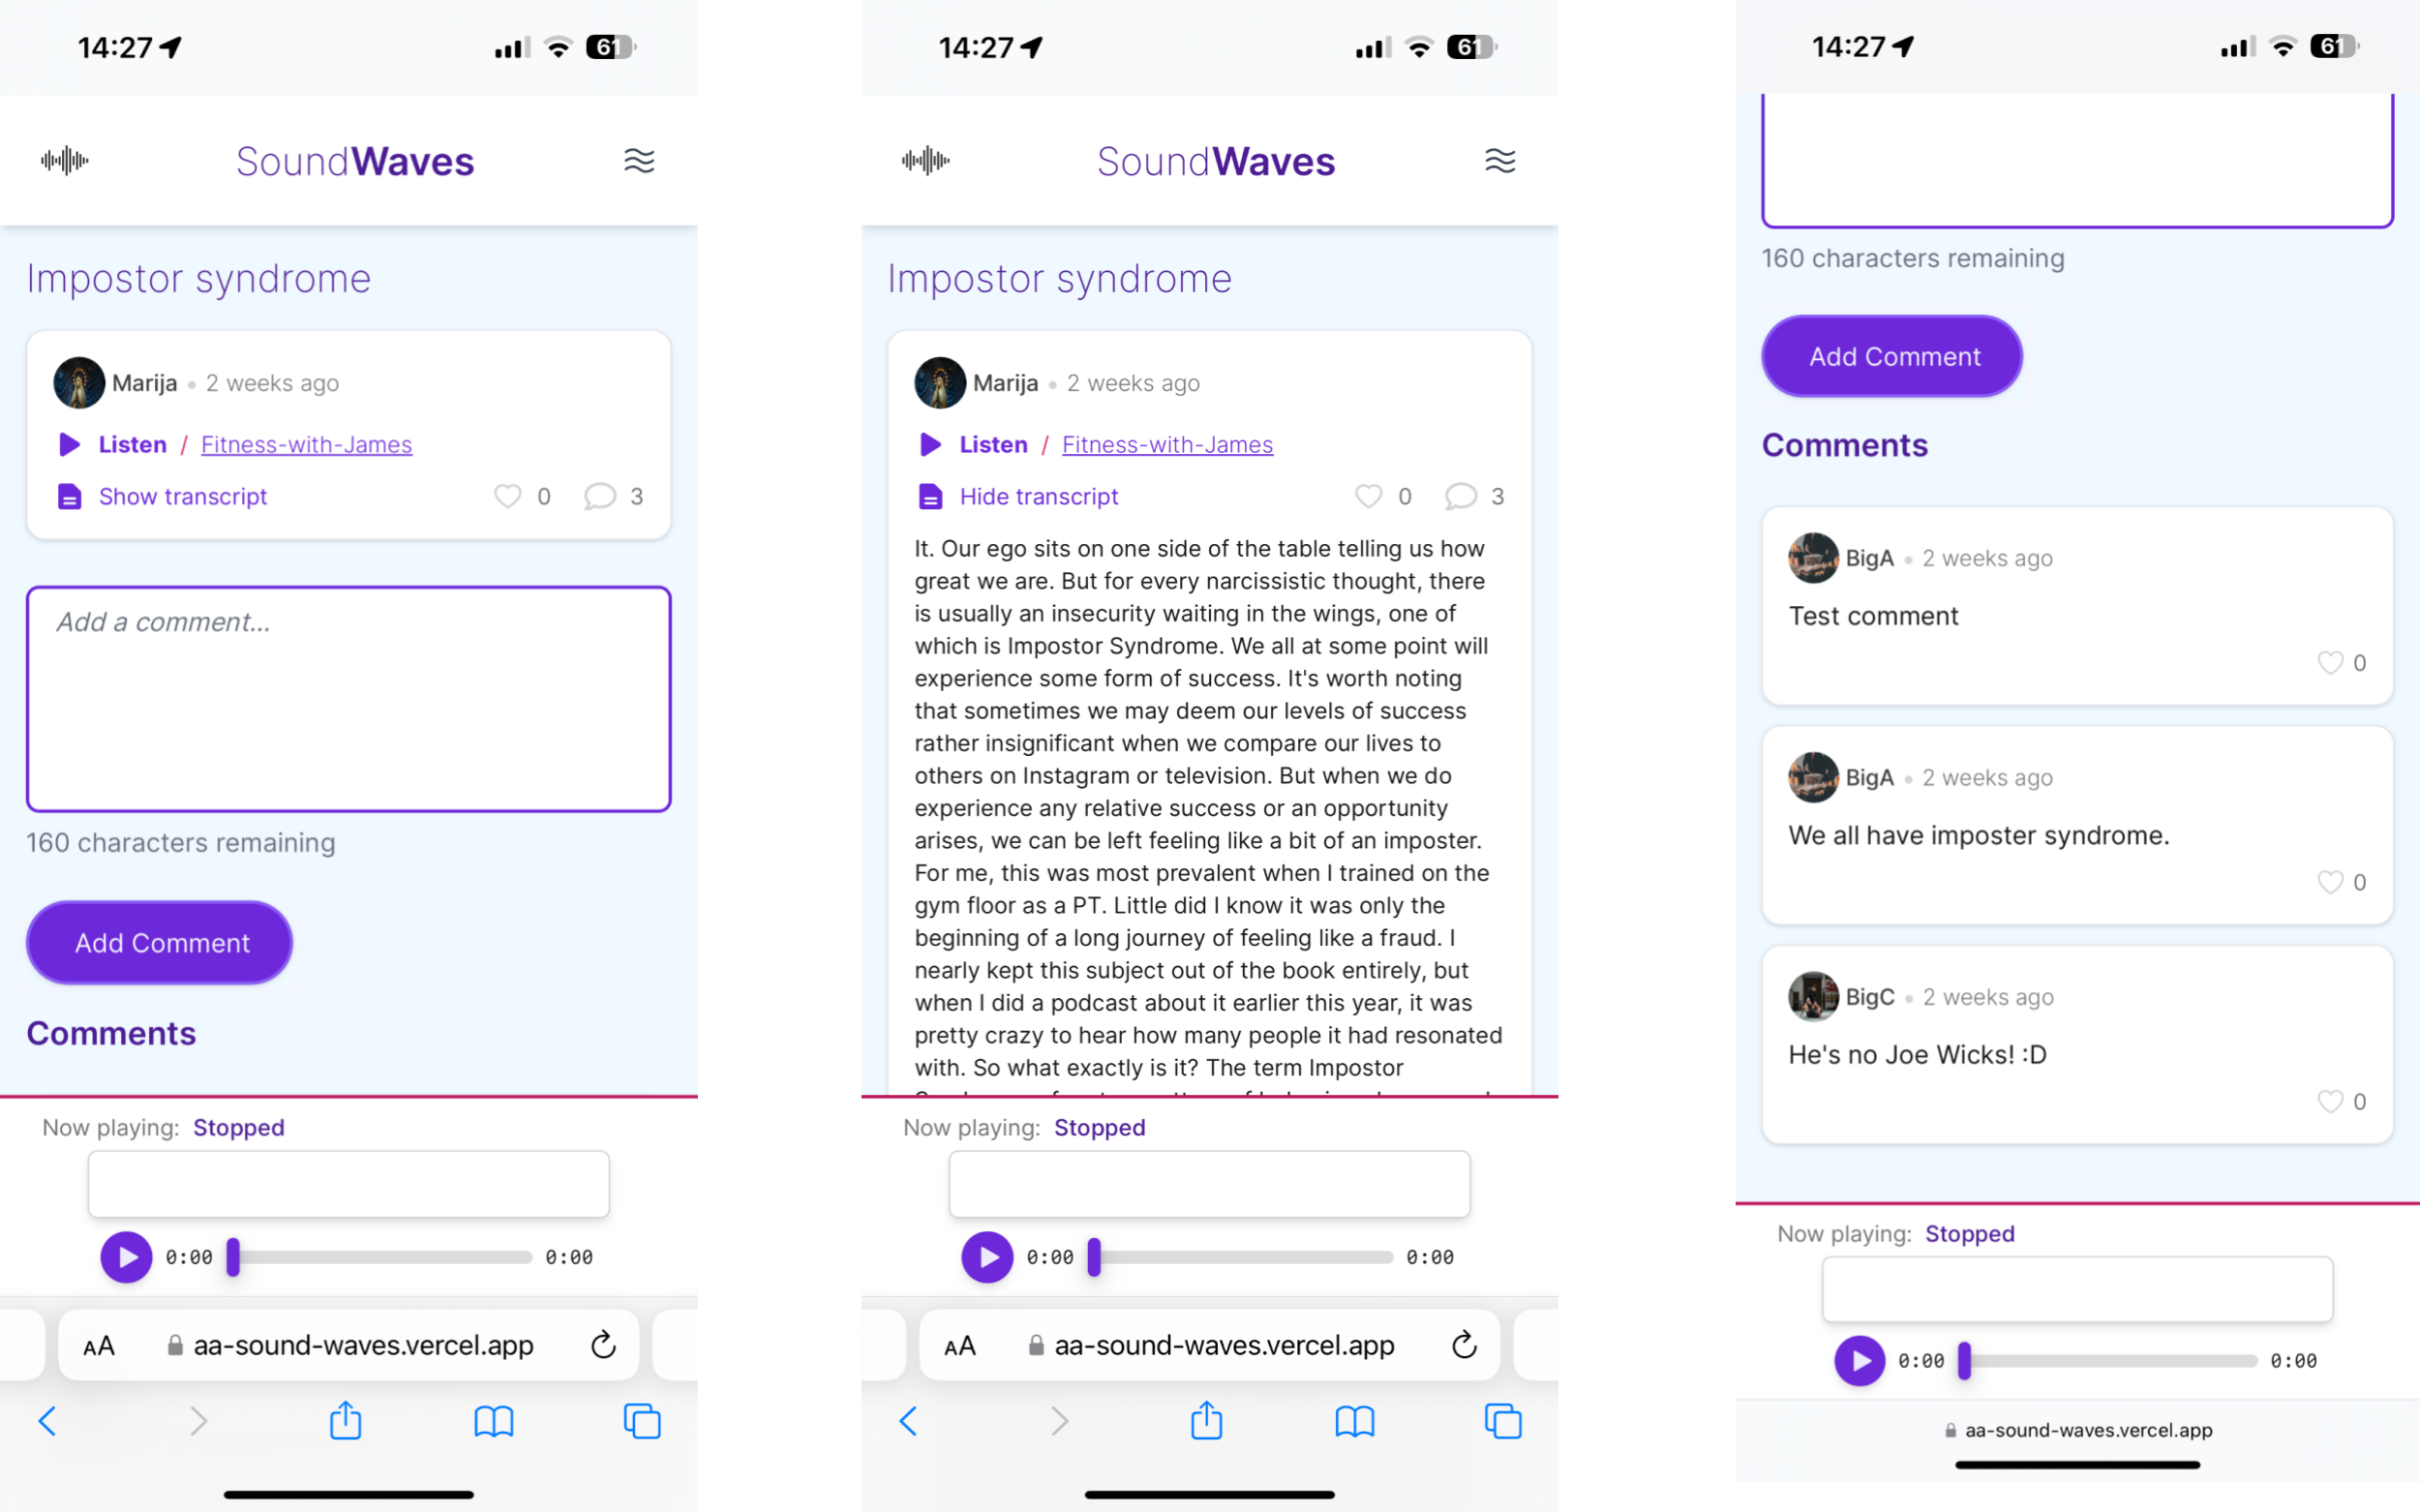 14:27
61
SoundWaves
Impostor syndrome
Marija • 2 weeks ago
Listen / Fitness-with-James
Show transcript 0 3
Add a comment...
160 characters remaining
Add Comment
Comments
Now playing: Stopped
0:00 0:00
AA aa-sound-waves.vercel.app
14:27
61
SoundWaves
Impostor syndrome
Marija • 2 weeks ago
Listen / Fitness-with-James
Hide transcript 0 3
It. Our ego sits on one side of the table telling us how
great we are. But for every narcissistic thought, there
is usually an insecurity waiting in the wings, one of
which is Impostor Syndrome. We all at some point will
experience some form of success. It's worth noting
that sometimes we may deem our levels of success
rather insignificant when we compare our lives to
others on Instagram or television. But when we do
experience any relative success or an opportunity
arises, we can be left feeling like a bit of an imposter.
For me, this was most prevalent when I trained on the
gym floor as a PT. Little did I know it was only the
beginning of a long journey of feeling like a fraud. I
nearly kept this subject out of the book entirely, but
when I did a podcast about it earlier this year, it was
pretty crazy to hear how many people it had resonated
with. So what exactly is it? The term Impostor
Now playing: Stopped
0:00 0:00
AA aa-sound-waves.vercel.app
14:27
61
160 characters remaining
Add Comment
Comments
BigA • 2 weeks ago
Test comment
0
BigA • 2 weeks ago
We all have imposter syndrome.
0
BigC • 2 weeks ago
He's no Joe Wicks! :D
0
Now playing: Stopped
0:00 0:00
aa-sound-waves.vercel.app